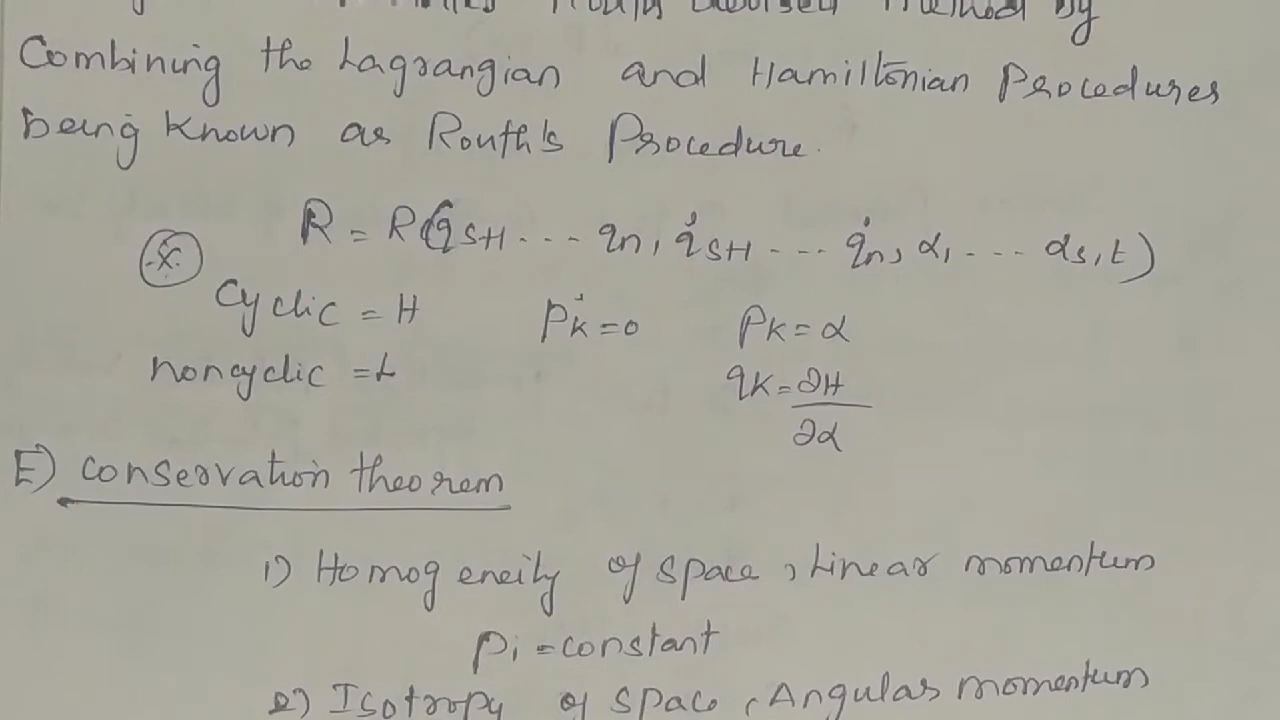 method by
Combining the Lagrangian and Hamiltonian Procedures
being known as Routh's Procedure.
R = R(qS+1 ... qn, q̇S+1 ... q̇n, α1 ... αs, t)
Cyclic = H ṗK = 0 PK = α
noncyclic = L qK = ∂H/∂α
E) conservation theorem
1) Homogeneity of space, Linear momentum
Pi = constant
2) Isotropy of space, Angular momentum